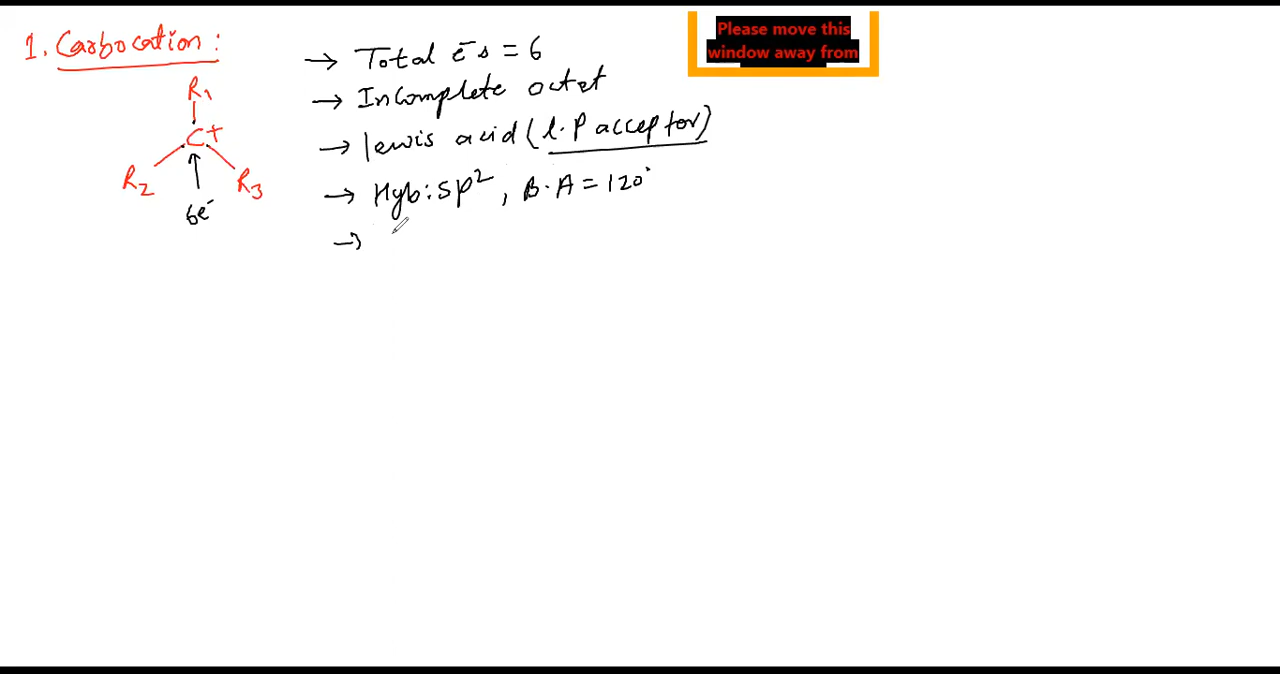 1. Carbocation :
R1
C+
R2
R3
6e-
→ Total e̅s = 6
→ Incomplete octet
→ lewis acid (l.P acceptor)
→ Hyb: sp², B.A = 120°
→
Please move this
window away from